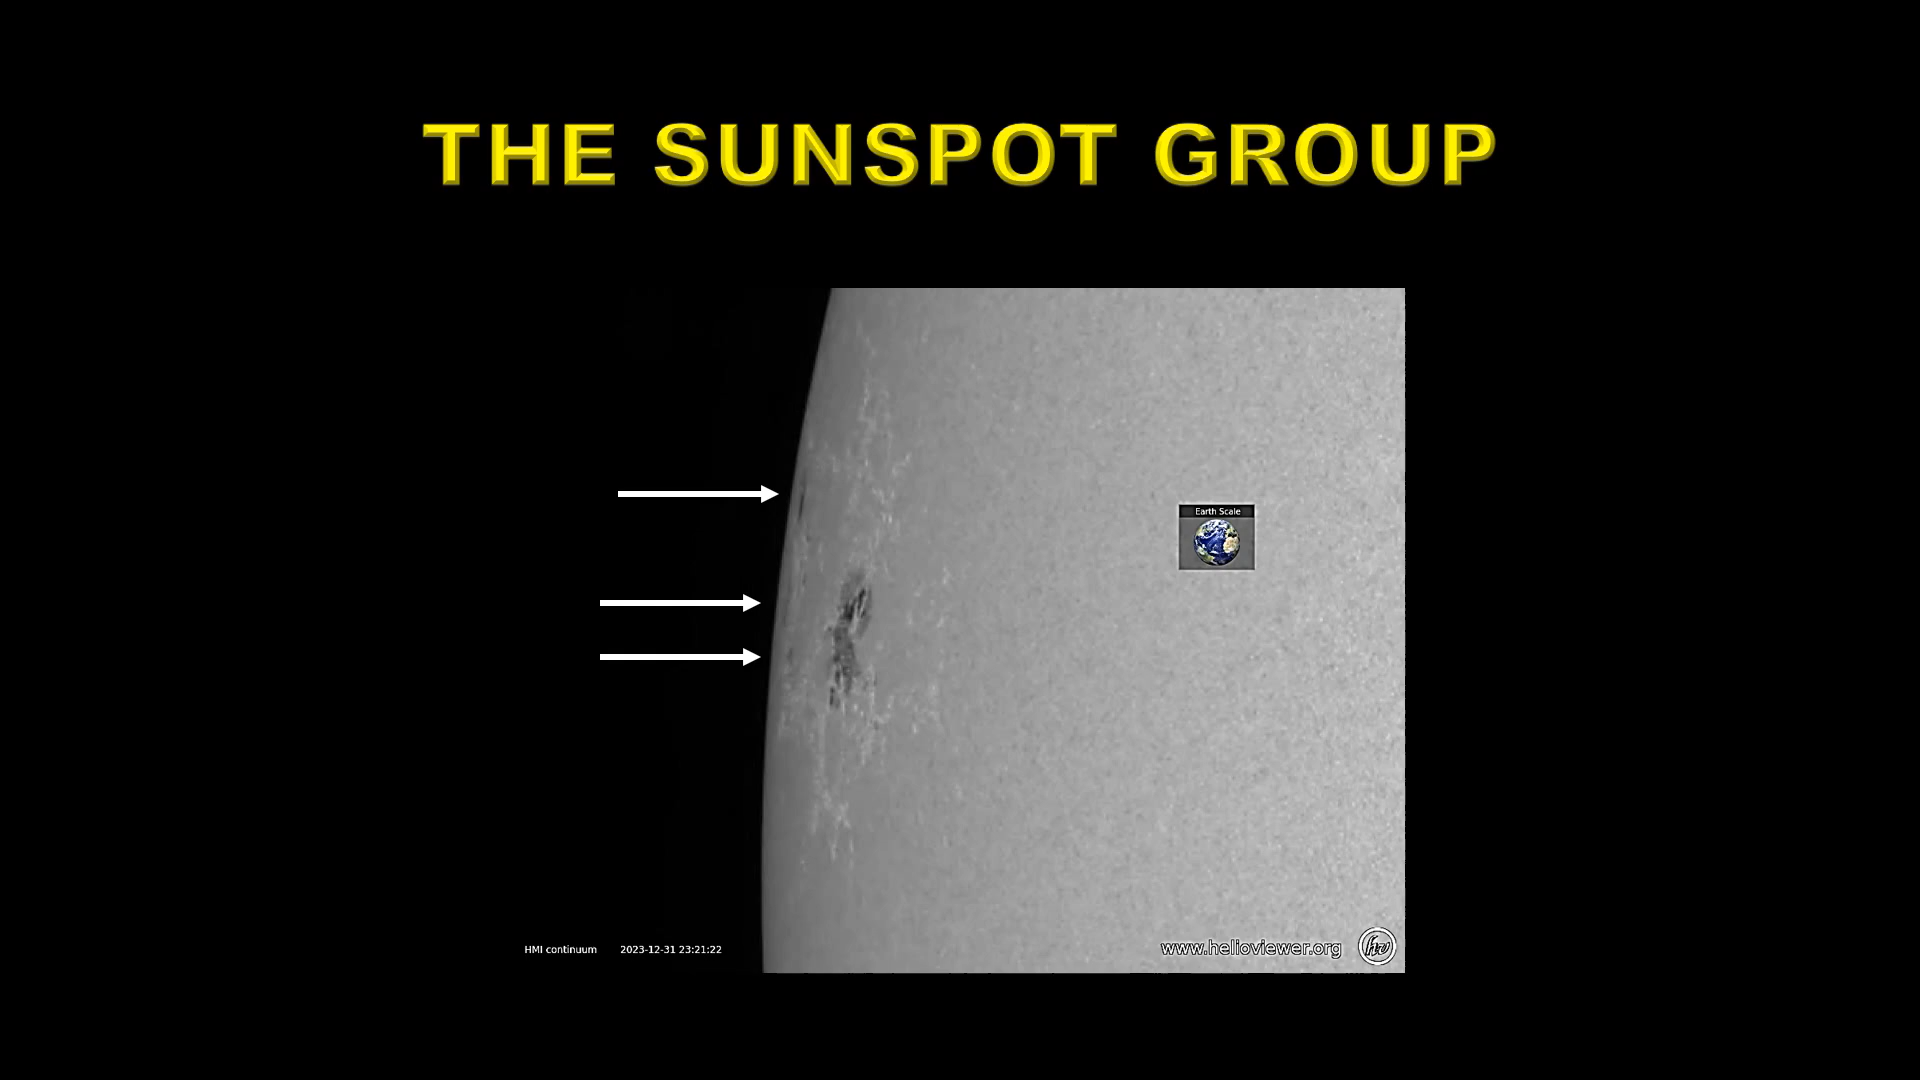 THE SUNSPOT GROUP
Earth Scale
HMI continuum 2023-12-31 23:21:22
www.helioviewer.org
hv